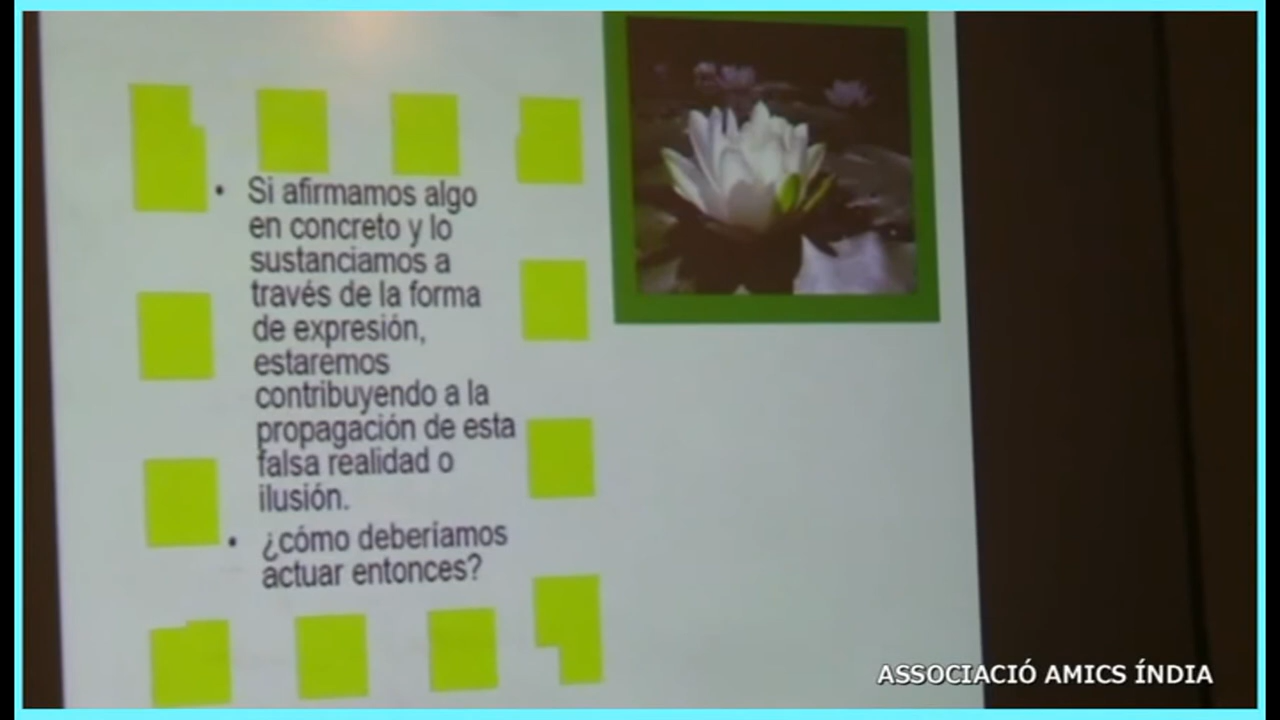 • Si afirmamos algo
en concreto y lo
sustanciamos a
través de la forma
de expresión,
estaremos
contribuyendo a la
propagación de esta
falsa realidad o
ilusión.
• ¿cómo deberíamos
actuar entonces?
ASSOCIACIÓ AMICS ÍNDIA